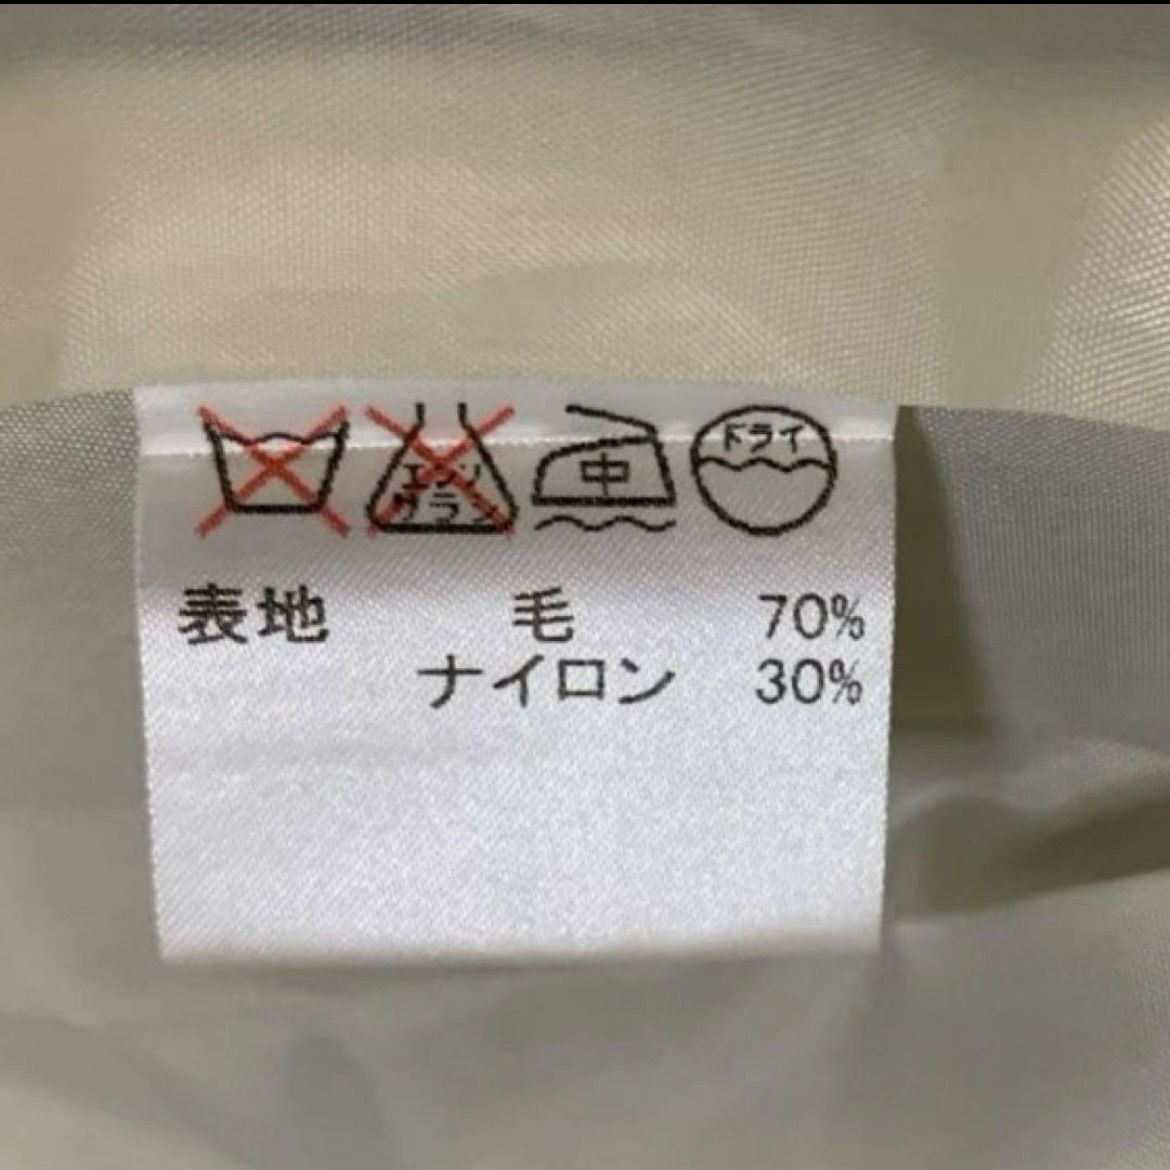 エンソ
サラシ
中
ドライ
表地 毛 70%
ナイロン 30%